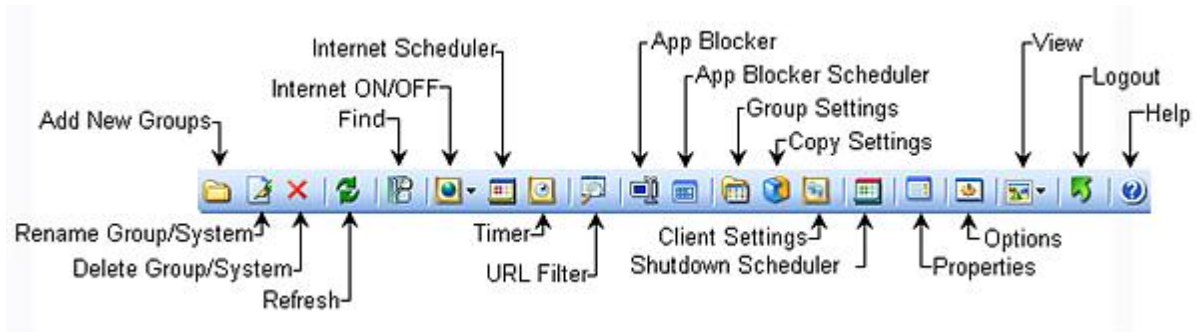 Internet Scheduler
App Blocker
View
Internet ON/OFF
App Blocker Scheduler
Logout
Add New Groups
Find
Group Settings
Help
Copy Settings
Rename Group/System
Timer
Client Settings
Options
Delete Group/System
URL Filter
Shutdown Scheduler
Properties
Refresh